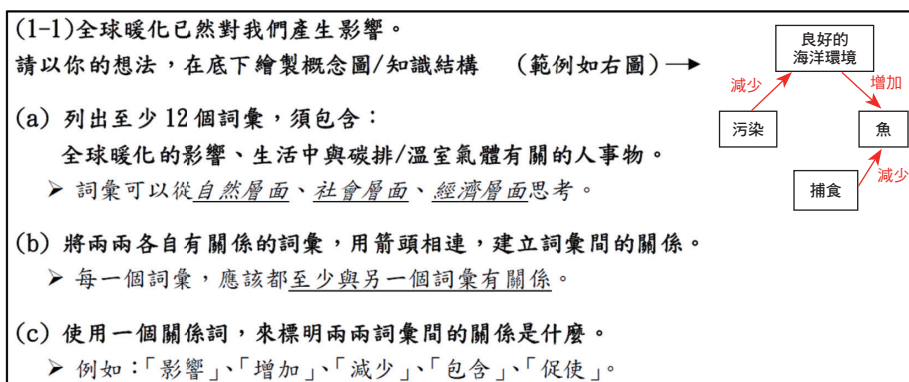 (1-1)全球暖化已然對我們產生影響。
請以你的想法，在底下繪製概念圖/知識結構 (範例如右圖)
(a) 列出至少12個詞彙，須包含：
全球暖化的影響、生活中與碳排/溫室氣體有關的人事物。
➢ 詞彙可以從自然層面、社會層面、經濟層面思考。
(b) 將兩兩各自有關係的詞彙，用箭頭相連，建立詞彙間的關係。
➢ 每一個詞彙，應該都至少與另一個詞彙有關係。
(c) 使用一個關係詞，來標明兩兩詞彙間的關係是什麼。
➢ 例如：「影響」、「增加」、「減少」、「包含」、「促使」。
良好的
海洋環境
減少
增加
污染
魚
減少
捕食